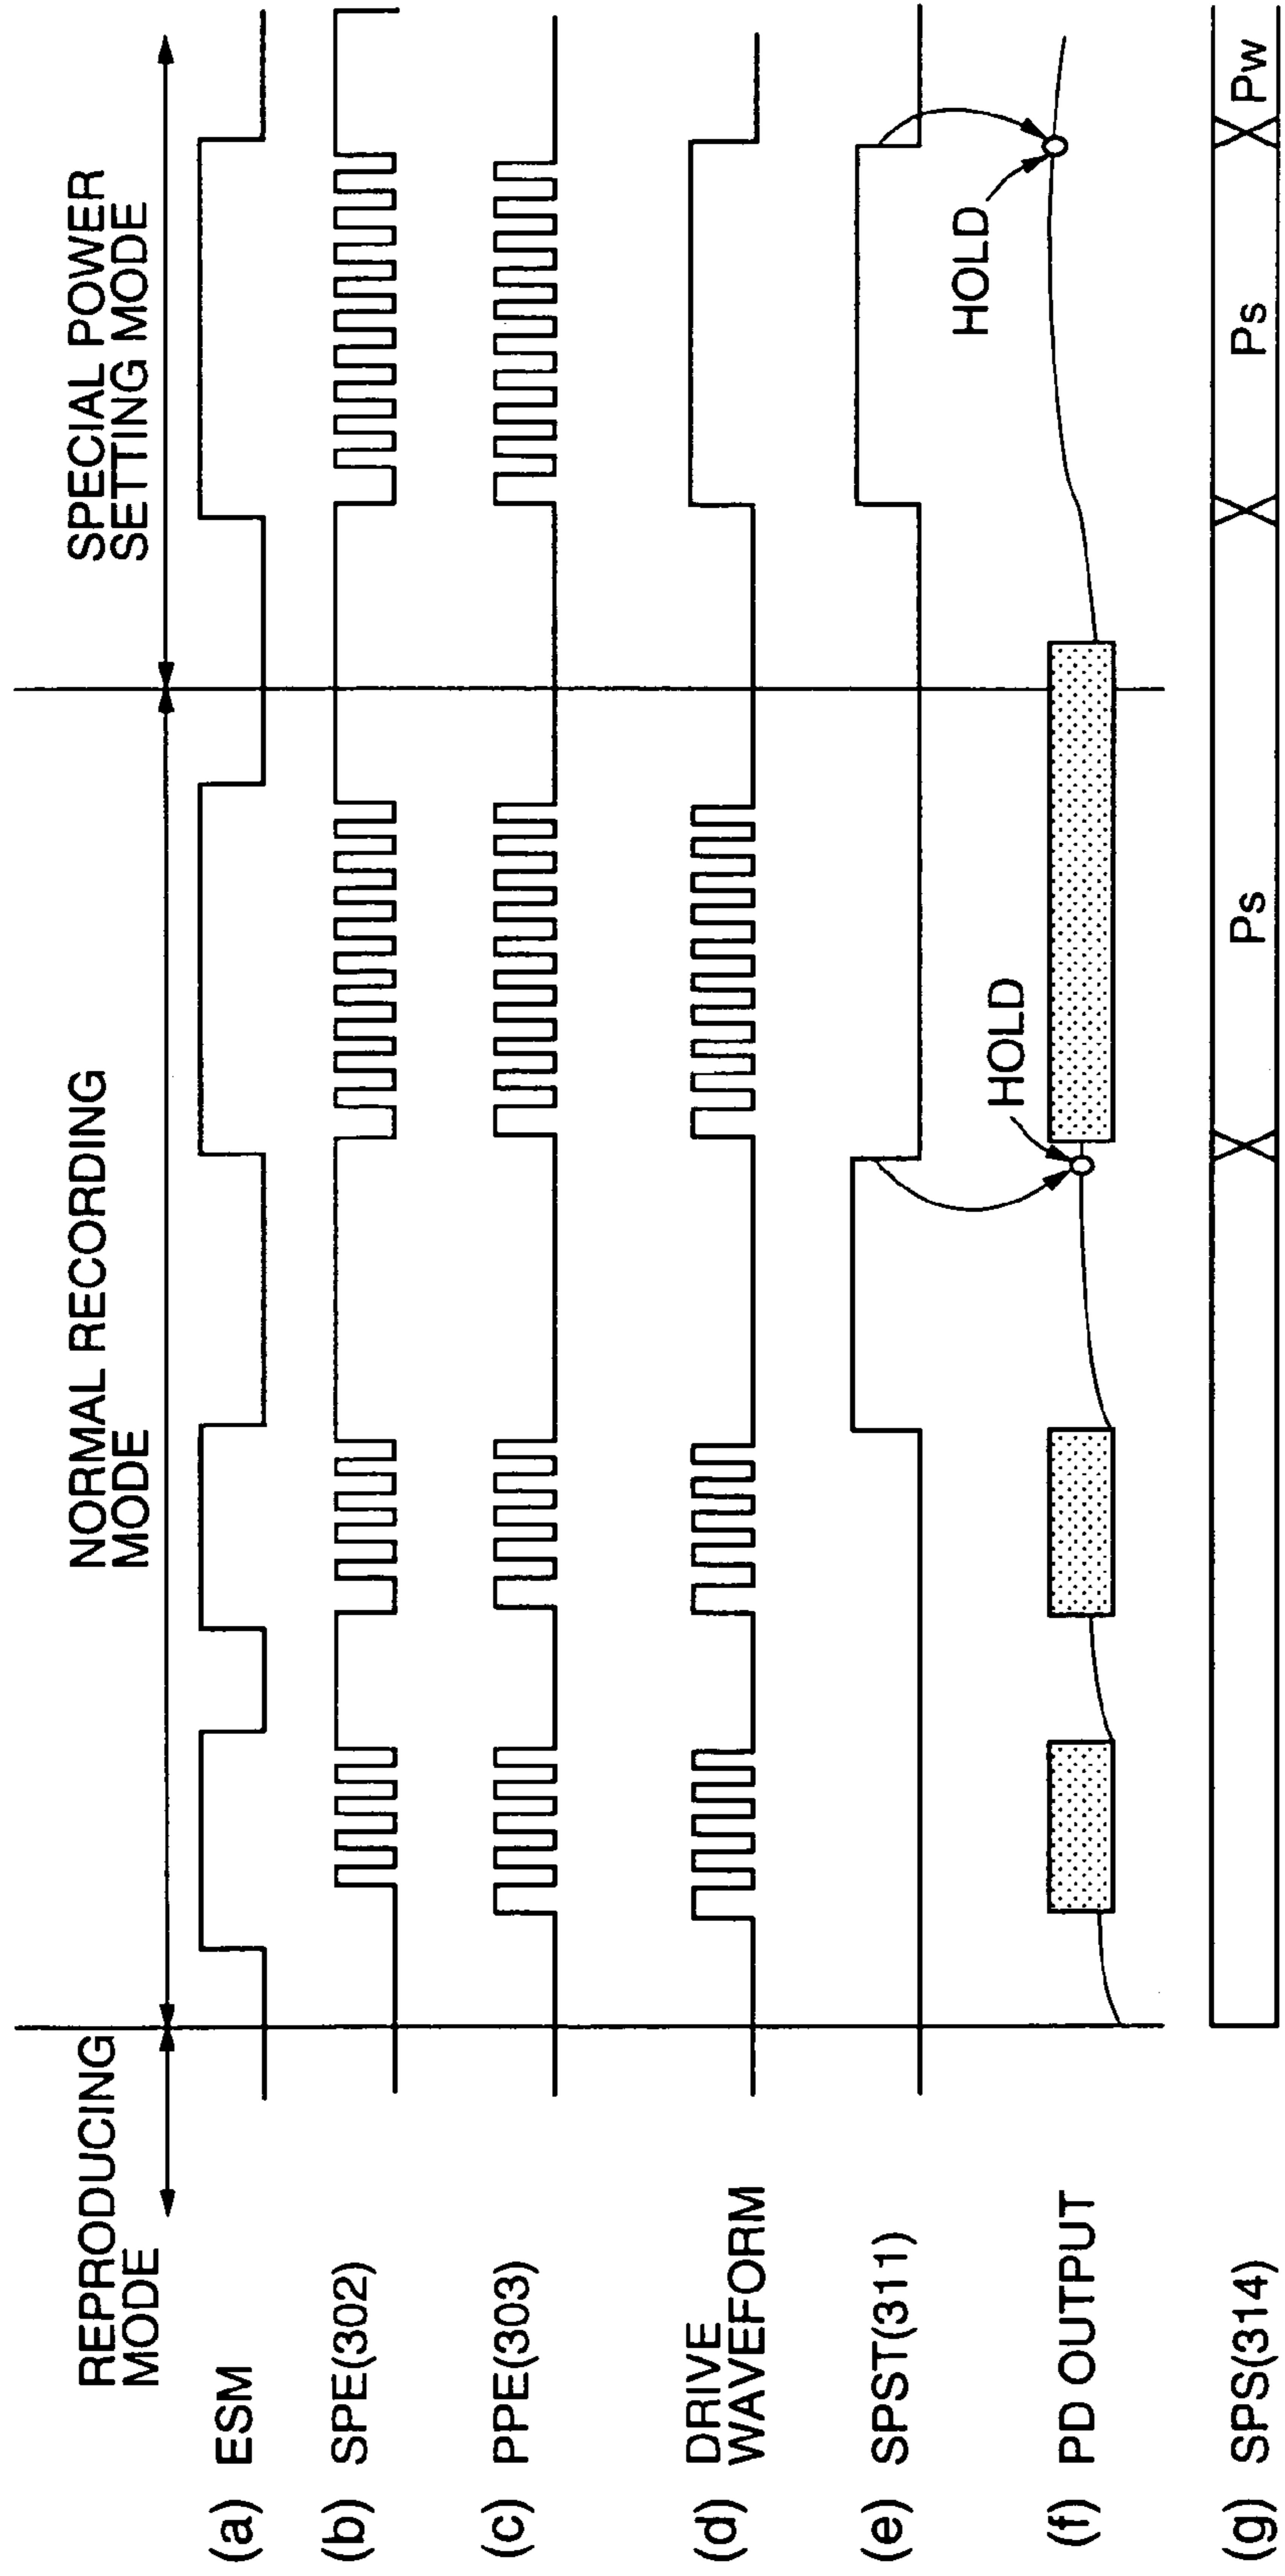 REPRODUCING
MODE
NORMAL RECORDING
MODE
SPECIAL POWER
SETTING MODE
(a) ESM
(b) SPE(302)
(c) PPE(303)
(d) DRIVE
WAVEFORM
(e) SPST(311)
(f) PD OUTPUT
HOLD
HOLD
(g) SPS(314)
Ps
Ps
Pw